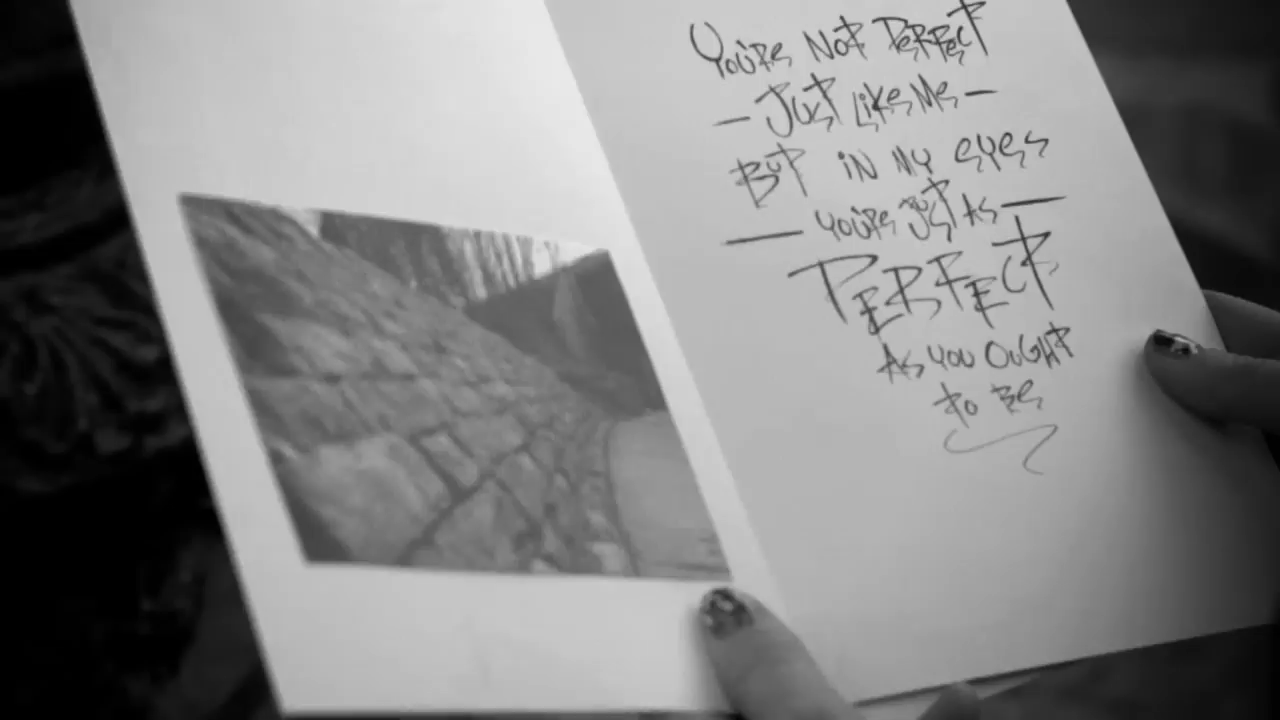 YOU'RE NOT PERFECT
— JUST LIKE ME —
BUT IN MY EYES
— YOU'RE JUST AS —
PERFECT
AS YOU OUGHT
TO BE